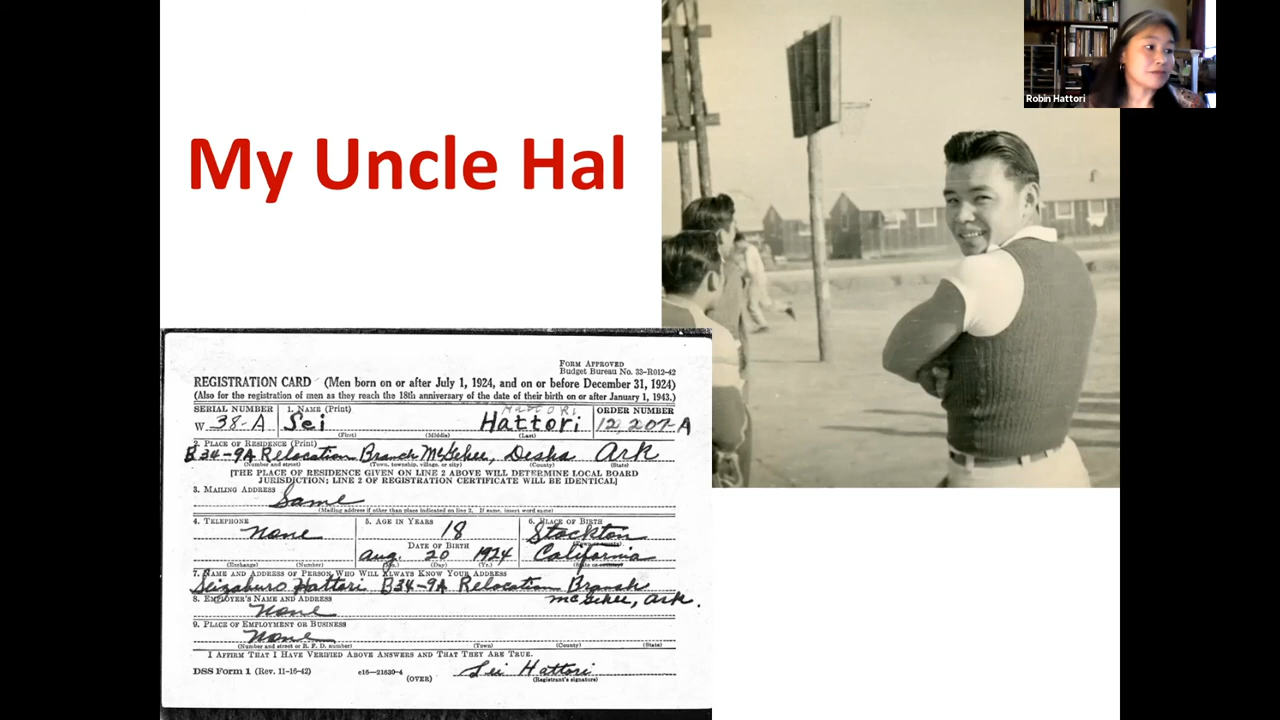 My Uncle Hal
Robin Hattori
FORM APPROVED
Budget Bureau No. 33-R012-42
REGISTRATION CARD (Men born on or after July 1, 1924, and on or before December 31, 1924)
(Also for the registration of men as they reach the 18th anniversary of the date of their birth on or after January 1, 1943.)
SERIAL NUMBER 1. NAME (Print) HATTORI ORDER NUMBER
W. 38-A Sei Hattori 12,207-A
(First) (Middle) (Last)
2. PLACE OF RESIDENCE (Print)
B34-9A Relocation Branch McGehee, Desha Ark
(Number and street) (Town, township, village, or city) (County) (State)
[THE PLACE OF RESIDENCE GIVEN ON LINE 2 ABOVE WILL DETERMINE LOCAL BOARD
JURISDICTION; LINE 2 OF REGISTRATION CERTIFICATE WILL BE IDENTICAL]
3. MAILING ADDRESS
Same
(Mailing address if other than place indicated on line 2. If same, insert word same)
4. TELEPHONE 5. AGE IN YEARS 6. PLACE OF BIRTH
none 18 Stockton
DATE OF BIRTH
Aug. 20 1924 California
(Exchange) (Number) (Mo.) (Day) (Yr.)
7. NAME AND ADDRESS OF PERSON WHO WILL ALWAYS KNOW YOUR ADDRESS
Seizaburo Hattori B34-9A Relocation Branch
McGehee, Ark.
8. EMPLOYER'S NAME AND ADDRESS
None
9. PLACE OF EMPLOYMENT OR BUSINESS
None
(Number and street or R. F. D. number) (Town) (County) (State)
I AFFIRM THAT I HAVE VERIFIED ABOVE ANSWERS AND THAT THEY ARE TRUE.
DSS Form 1 (Rev. 11-16-42) e16—21630-4 Sei Hattori
(OVER) (Registrant's signature)